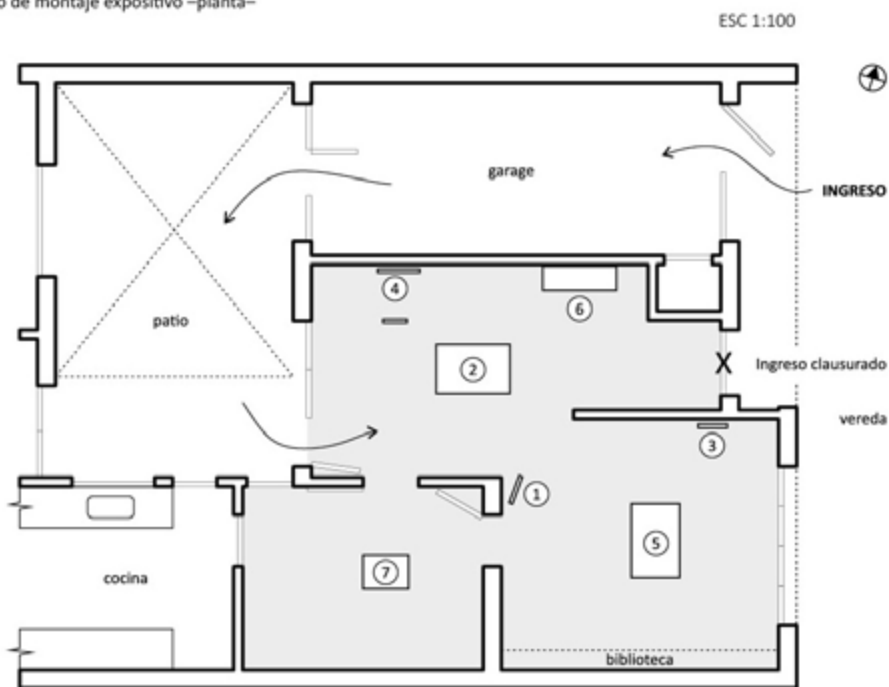 de montaje expositivo –planta–
ESC 1:100
garage
INGRESO
4
6
patio
2
X
Ingreso clausurado
vereda
3
1
5
7
cocina
biblioteca